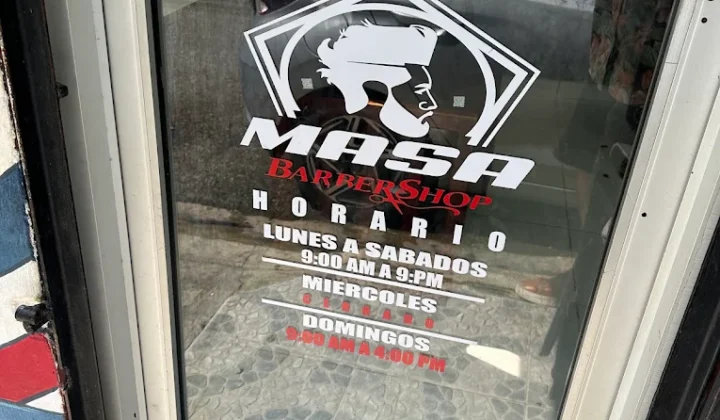 MASA
BARBERSHOP
HORARIO
LUNES A SABADOS
9:00 AM A 9:PM
MIERCOLES
CERRADO
DOMINGOS
9:00 AM A 4:00 PM